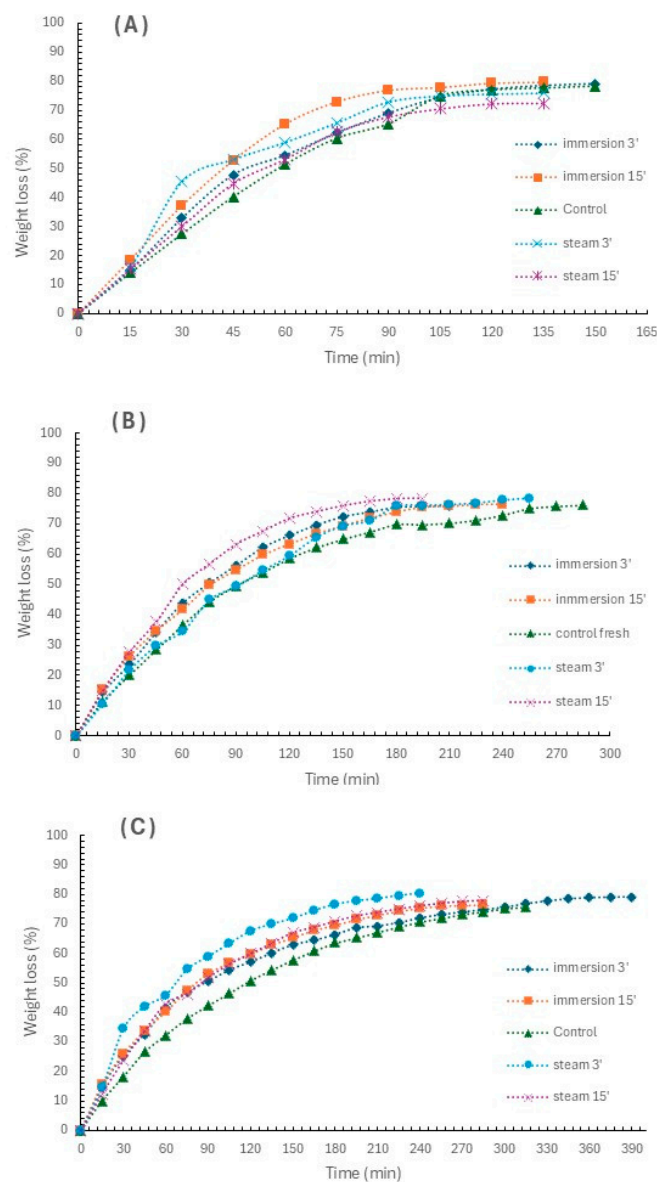 (A)
100
90
80
70
60
50
40
30
20
10
0
Weight loss (%)
immersion 3'
immersion 15'
Control
steam 3'
steam 15'
0 15 30 45 60 75 90 105 120 135 150 165
Time (min)
(B)
100
90
80
70
60
50
40
30
20
10
0
Weight loss (%)
immersion 3'
inmmersion 15'
control fresh
steam 3'
steam 15'
0 30 60 90 120 150 180 210 240 270 300
Time (min)
(C)
100
90
80
70
60
50
40
30
20
10
0
Weight loss (%)
immersion 3'
immersion 15'
Control
steam 3'
steam 15'
0 30 60 90 120 150 180 210 240 270 300 330 360 390
Time (min)